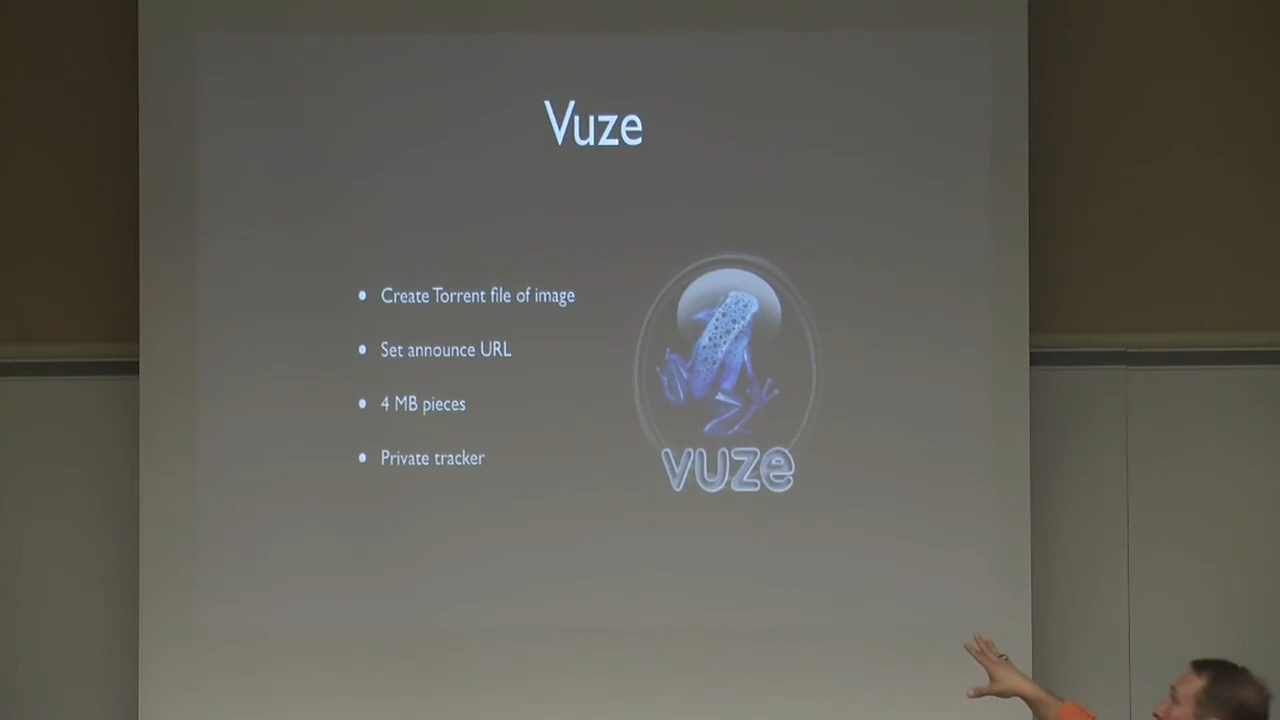 Vuze
Create Torrent file of image
Set announce URL
4 MB pieces
Private tracker
vuze